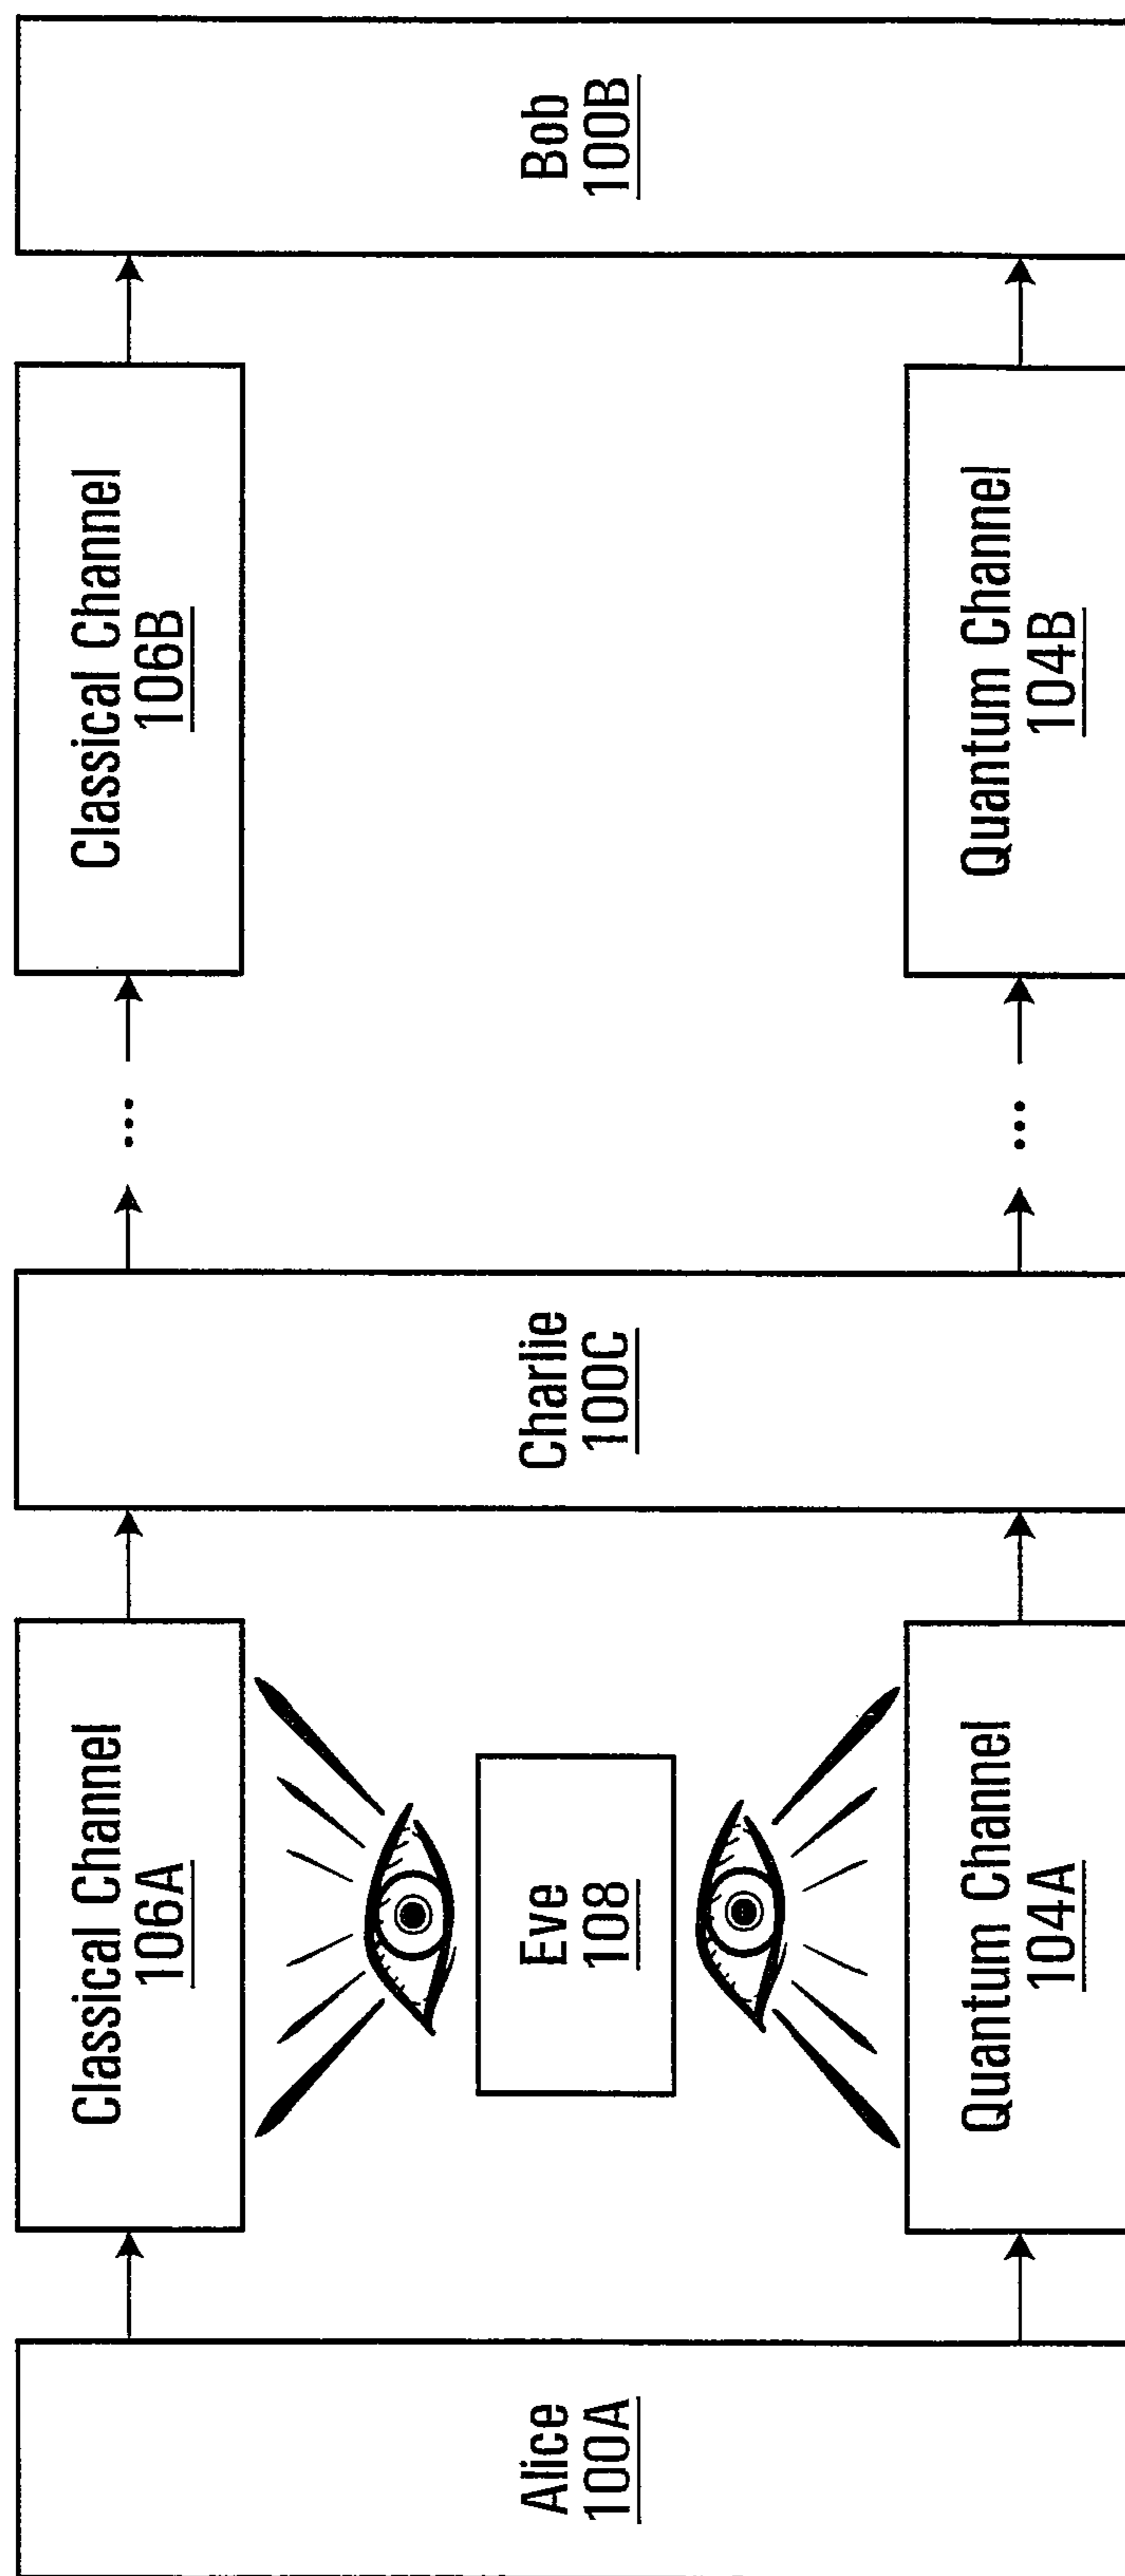 Alice
100A
Classical Channel
106A
Eve
108
Quantum Channel
104A
Charlie
100C
...
...
Classical Channel
106B
Quantum Channel
104B
Bob
100B